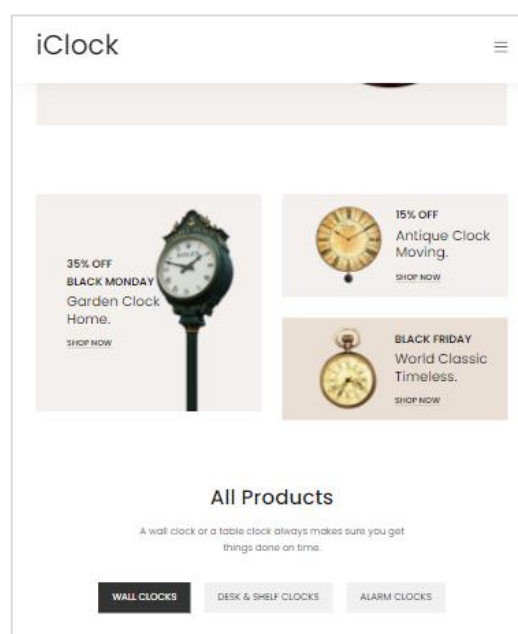 iClock
35% OFF
BLACK MONDAY
Garden Clock
Home.
SHOP NOW
15% OFF
Antique Clock
Moving.
SHOP NOW
BLACK FRIDAY
World Classic
Timeless.
SHOP NOW
All Products
A wall clock or a table clock always makes sure you get
things done on time.
WALL CLOCKS
DESK & SHELF CLOCKS
ALARM CLOCKS